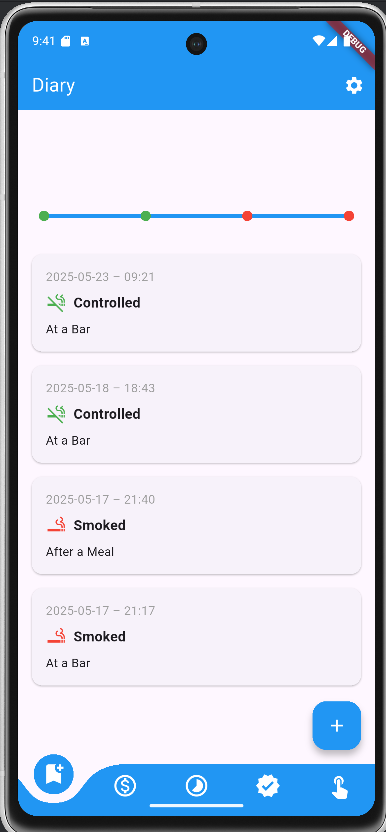 9:41
DEBUG
Diary
2025-05-23 – 09:21
Controlled
At a Bar
2025-05-18 – 18:43
Controlled
At a Bar
2025-05-17 – 21:40
Smoked
After a Meal
2025-05-17 – 21:17
Smoked
At a Bar